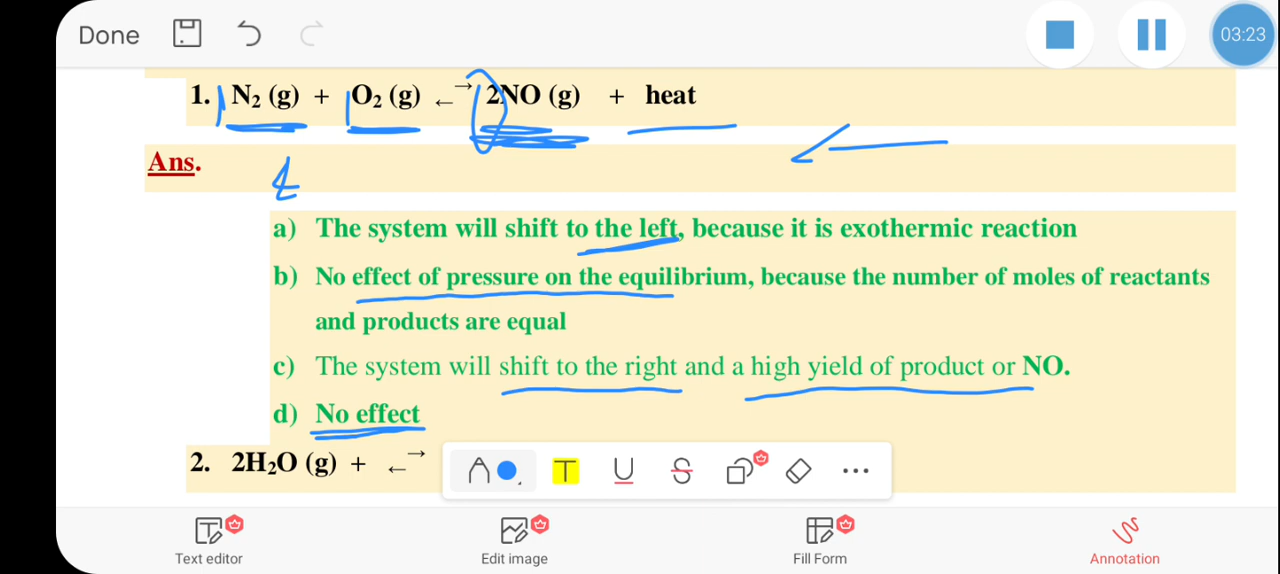 Done
03:23
1. N₂ (g) + O₂ (g) ←→ 2NO (g) + heat
Ans.
a) The system will shift to the left, because it is exothermic reaction
b) No effect of pressure on the equilibrium, because the number of moles of reactants
and products are equal
c) The system will shift to the right and a high yield of product or NO.
d) No effect
2. 2H₂O (g) + ←→
T U S
Text editor Edit image Fill Form Annotation